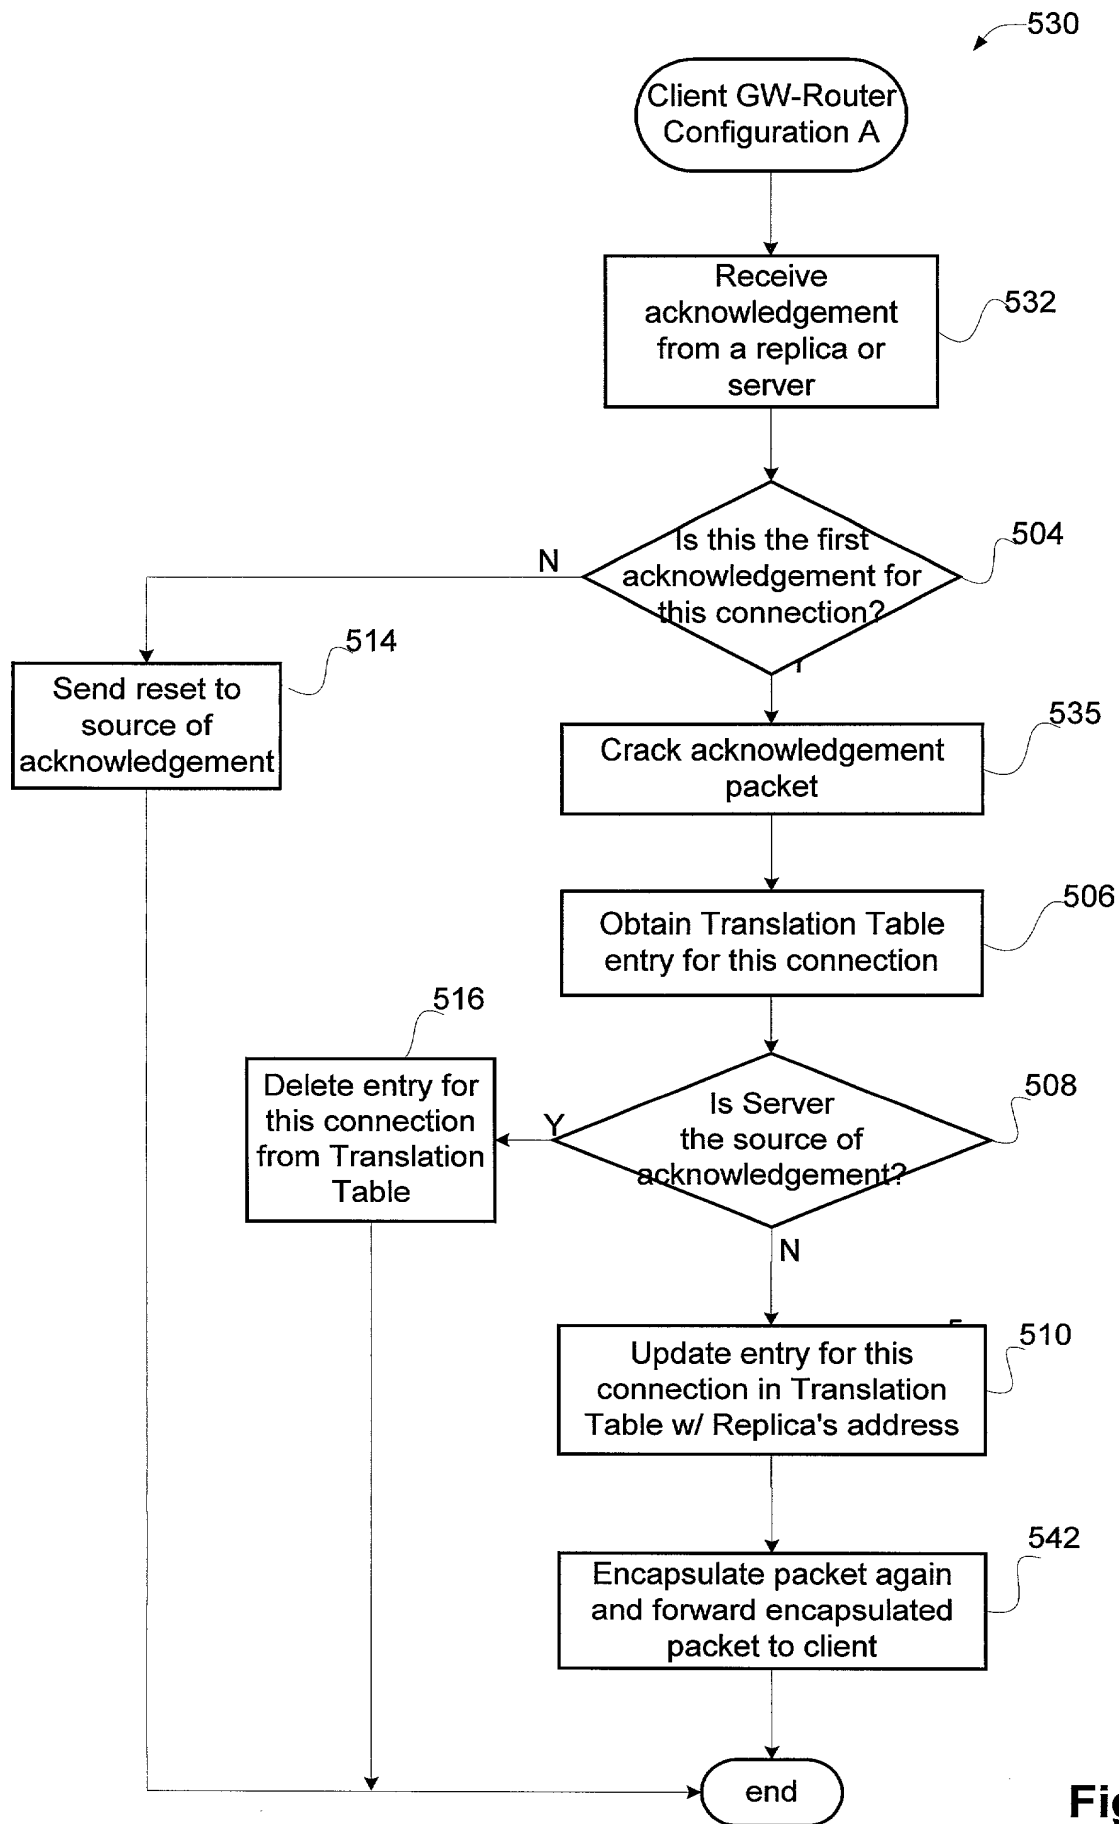 530
Client GW-Router
Configuration A
Receive
acknowledgement
from a replica or
server
532
Is this the first
acknowledgement for
this connection?
504
N
514
Send reset to
source of
acknowledgement
Crack acknowledgement
packet
535
Obtain Translation Table
entry for this connection
506
516
Delete entry for
this connection
from Translation
Table
Y
Is Server
the source of
acknowledgement?
508
N
Update entry for this
connection in Translation
Table w/ Replica's address
510
Encapsulate packet again
and forward encapsulated
packet to client
542
end